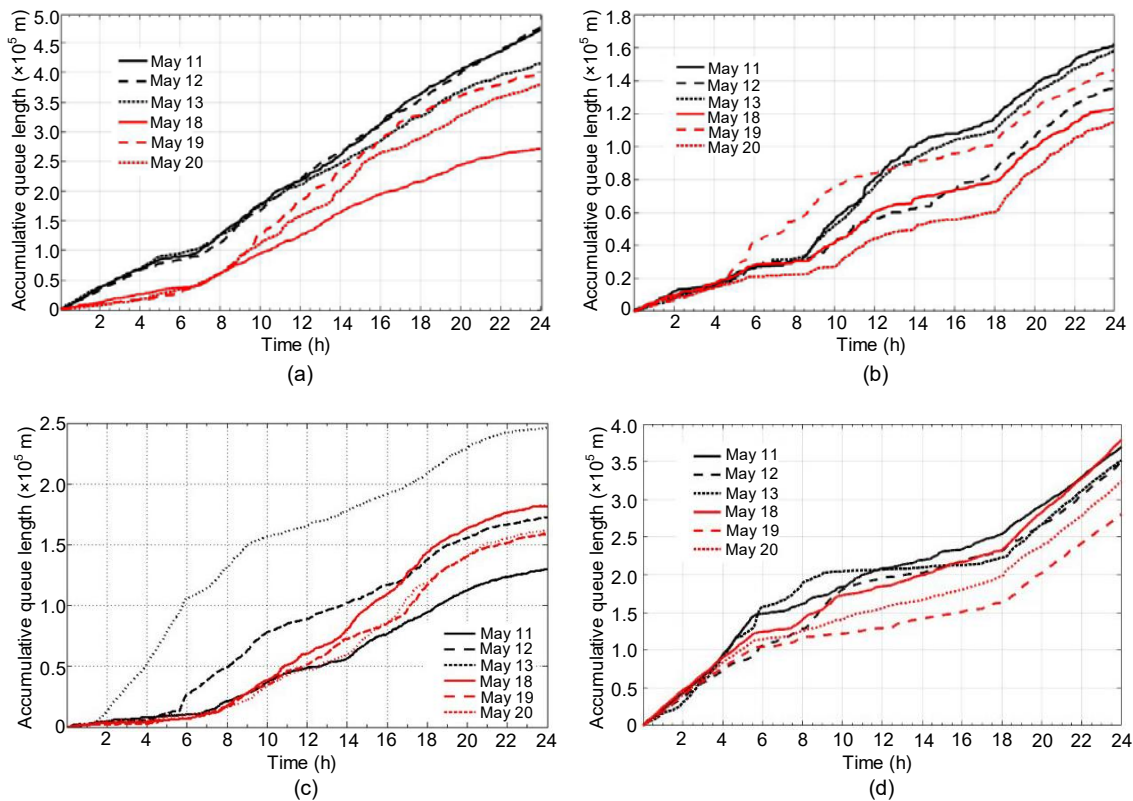 Accumulative queue length (×10⁵ m)
5.0
4.5
4.0
3.5
3.0
2.5
2.0
1.5
1.0
0.5
0
May 11
May 12
May 13
May 18
May 19
May 20
2 4 6 8 10 12 14 16 18 20 22 24
Time (h)
(a)
Accumulative queue length (×10⁵ m)
1.8
1.6
1.4
1.2
1.0
0.8
0.6
0.4
0.2
0
May 11
May 12
May 13
May 18
May 19
May 20
2 4 6 8 10 12 14 16 18 20 22 24
Time (h)
(b)
Accumulative queue length (×10⁵ m)
2.5
2.0
1.5
1.0
0.5
0
May 11
May 12
May 13
May 18
May 19
May 20
2 4 6 8 10 12 14 16 18 20 22 24
Time (h)
(c)
Accumulative queue length (×10⁵ m)
4.0
3.5
3.0
2.5
2.0
1.5
1.0
0.5
0
May 11
May 12
May 13
May 18
May 19
May 20
2 4 6 8 10 12 14 16 18 20 22 24
Time (h)
(d)